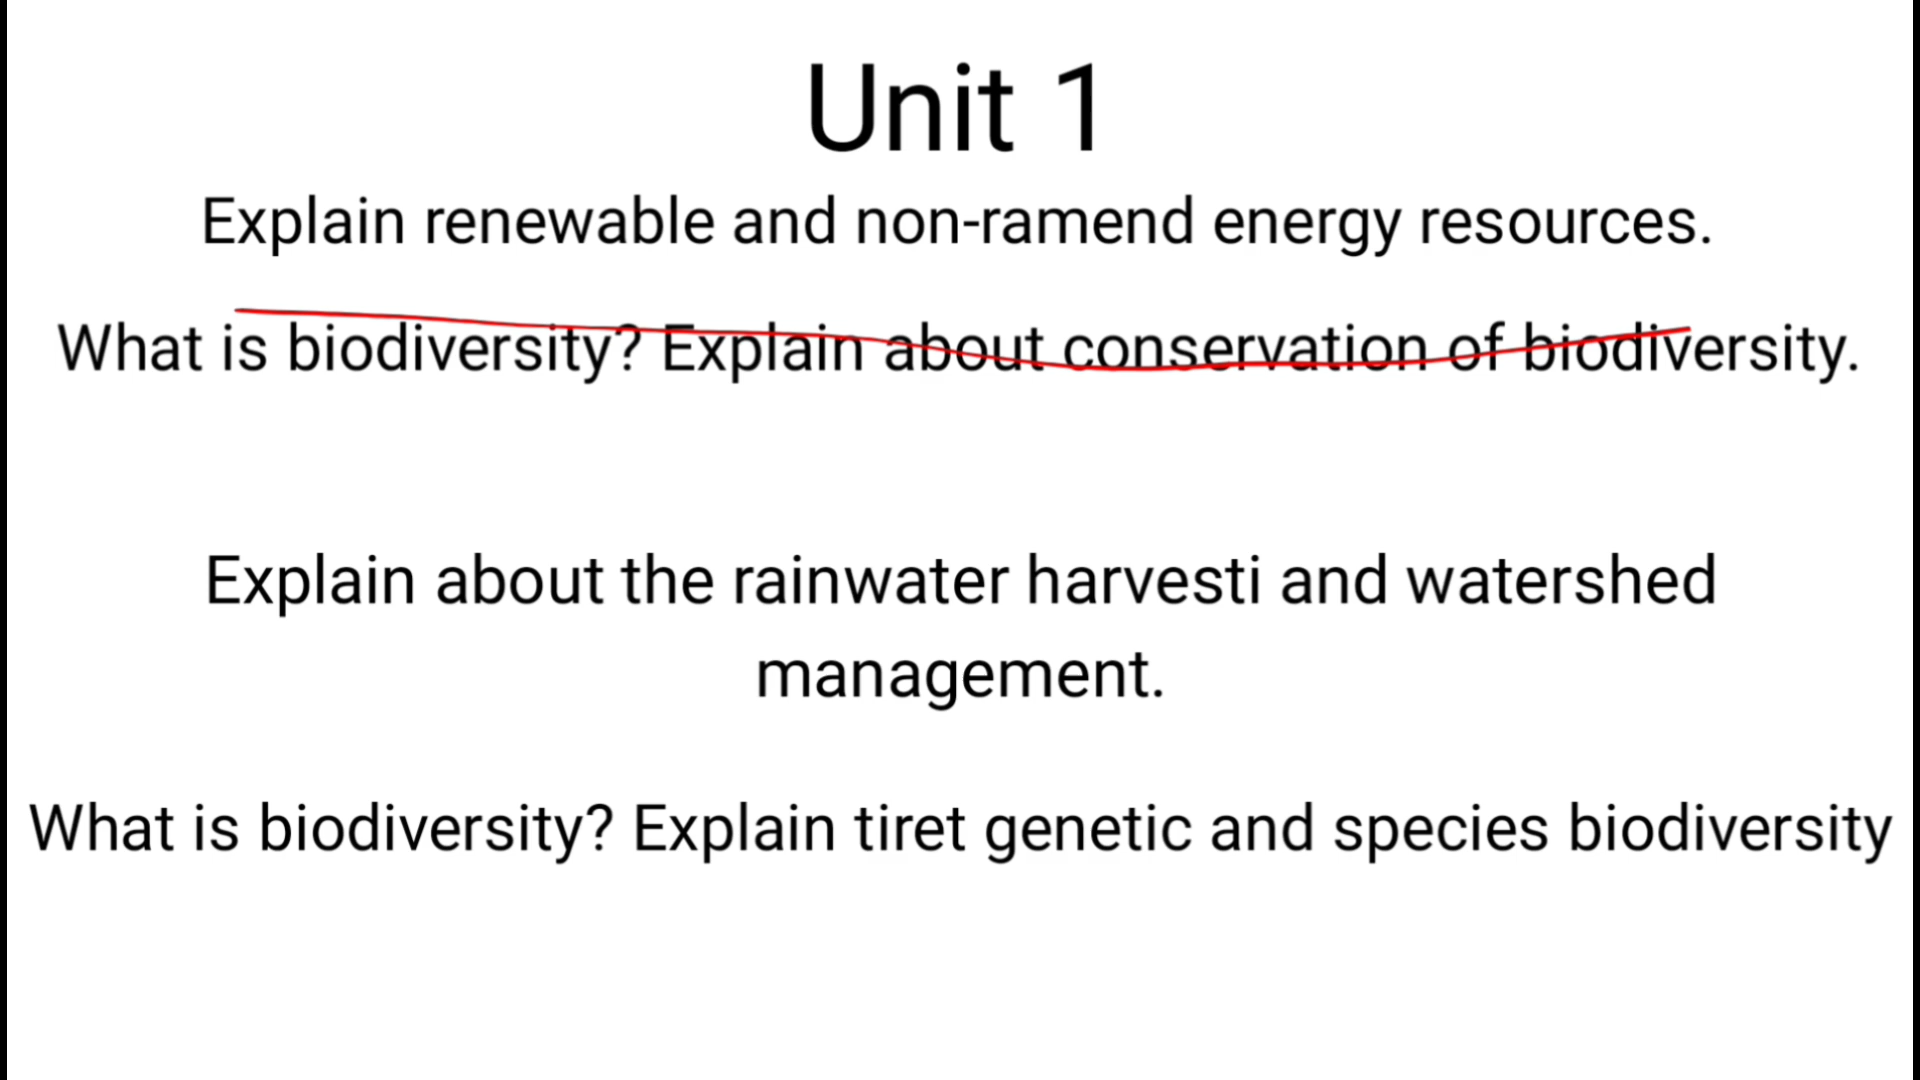 Unit 1
Explain renewable and non-ramend energy resources.
What is biodiversity? Explain about conservation of biodiversity.
Explain about the rainwater harvesti and watershed
management.
What is biodiversity? Explain tiret genetic and species biodiversity